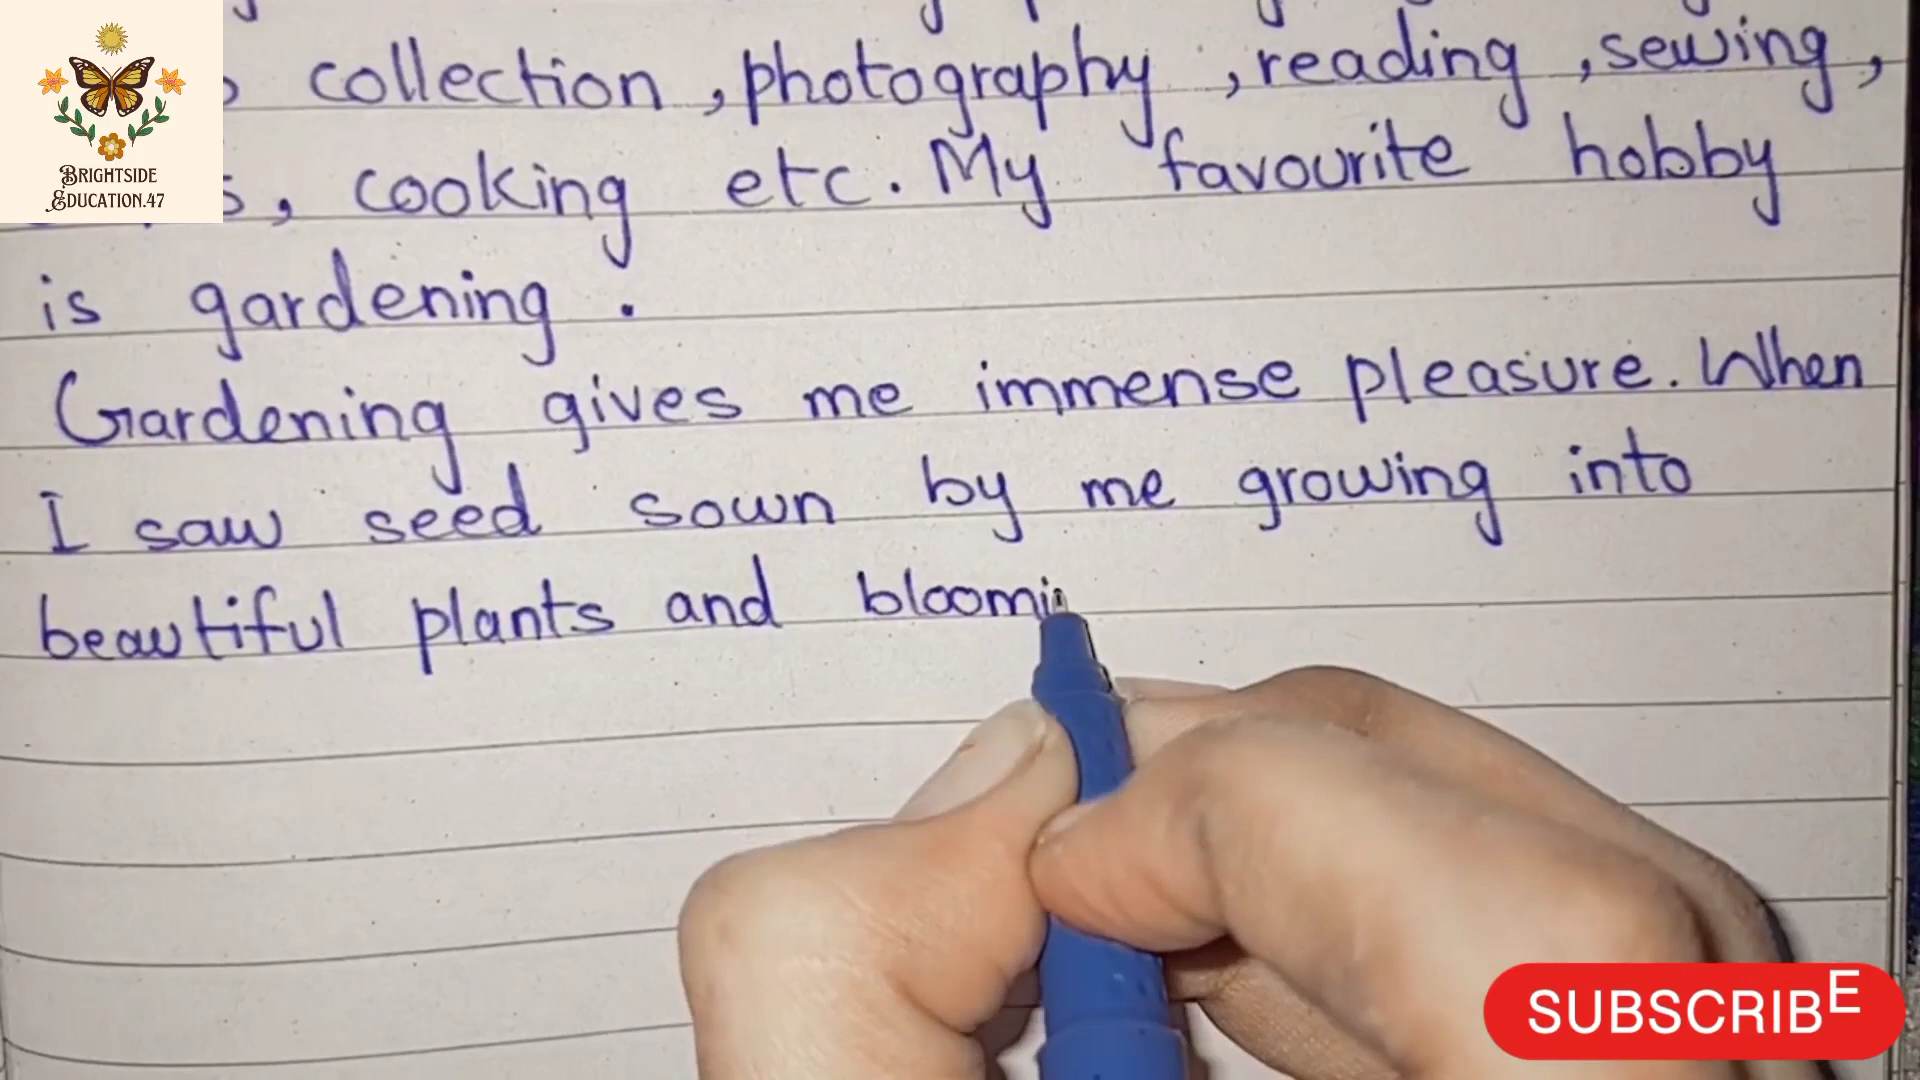 BRIGHTSIDE
EDUCATION.47
collection, photography, reading, sewing,
cooking etc. My favourite hobby
is gardening.
Gardening gives me immense pleasure. When
I saw seed sown by me growing into
beautiful plants and bloomi
SUBSCRIBE